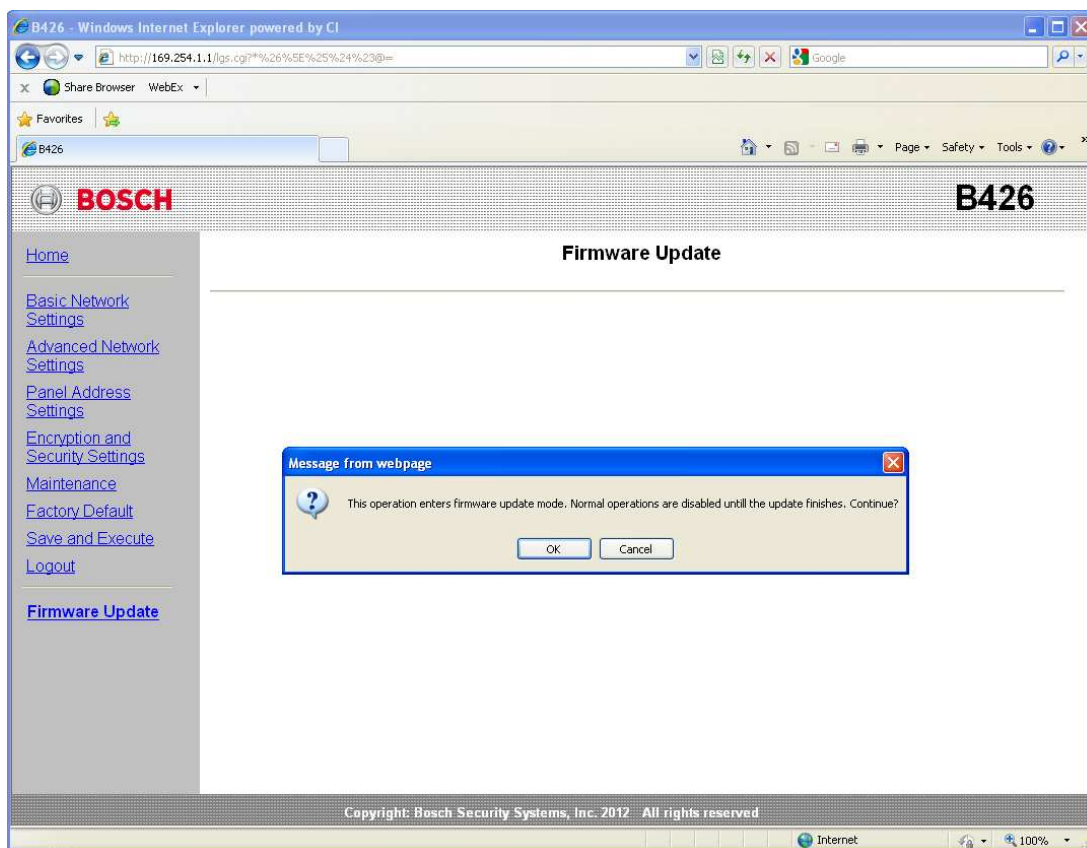 B426 - Windows Internet Explorer powered by CI
http://169.254.1.1/lgs.cgi?*%26%5E%25%24%23@=
Google
x Share Browser WebEx
Favorites
B426
Page Safety Tools
BOSCH
B426
Home
Basic Network
Settings
Advanced Network
Settings
Panel Address
Settings
Encryption and
Security Settings
Maintenance
Factory Default
Save and Execute
Logout
Firmware Update
Firmware Update
Message from webpage
This operation enters firmware update mode. Normal operations are disabled untill the update finishes. Continue?
OK Cancel
Copyright: Bosch Security Systems, Inc. 2012 All rights reserved
Internet 100%